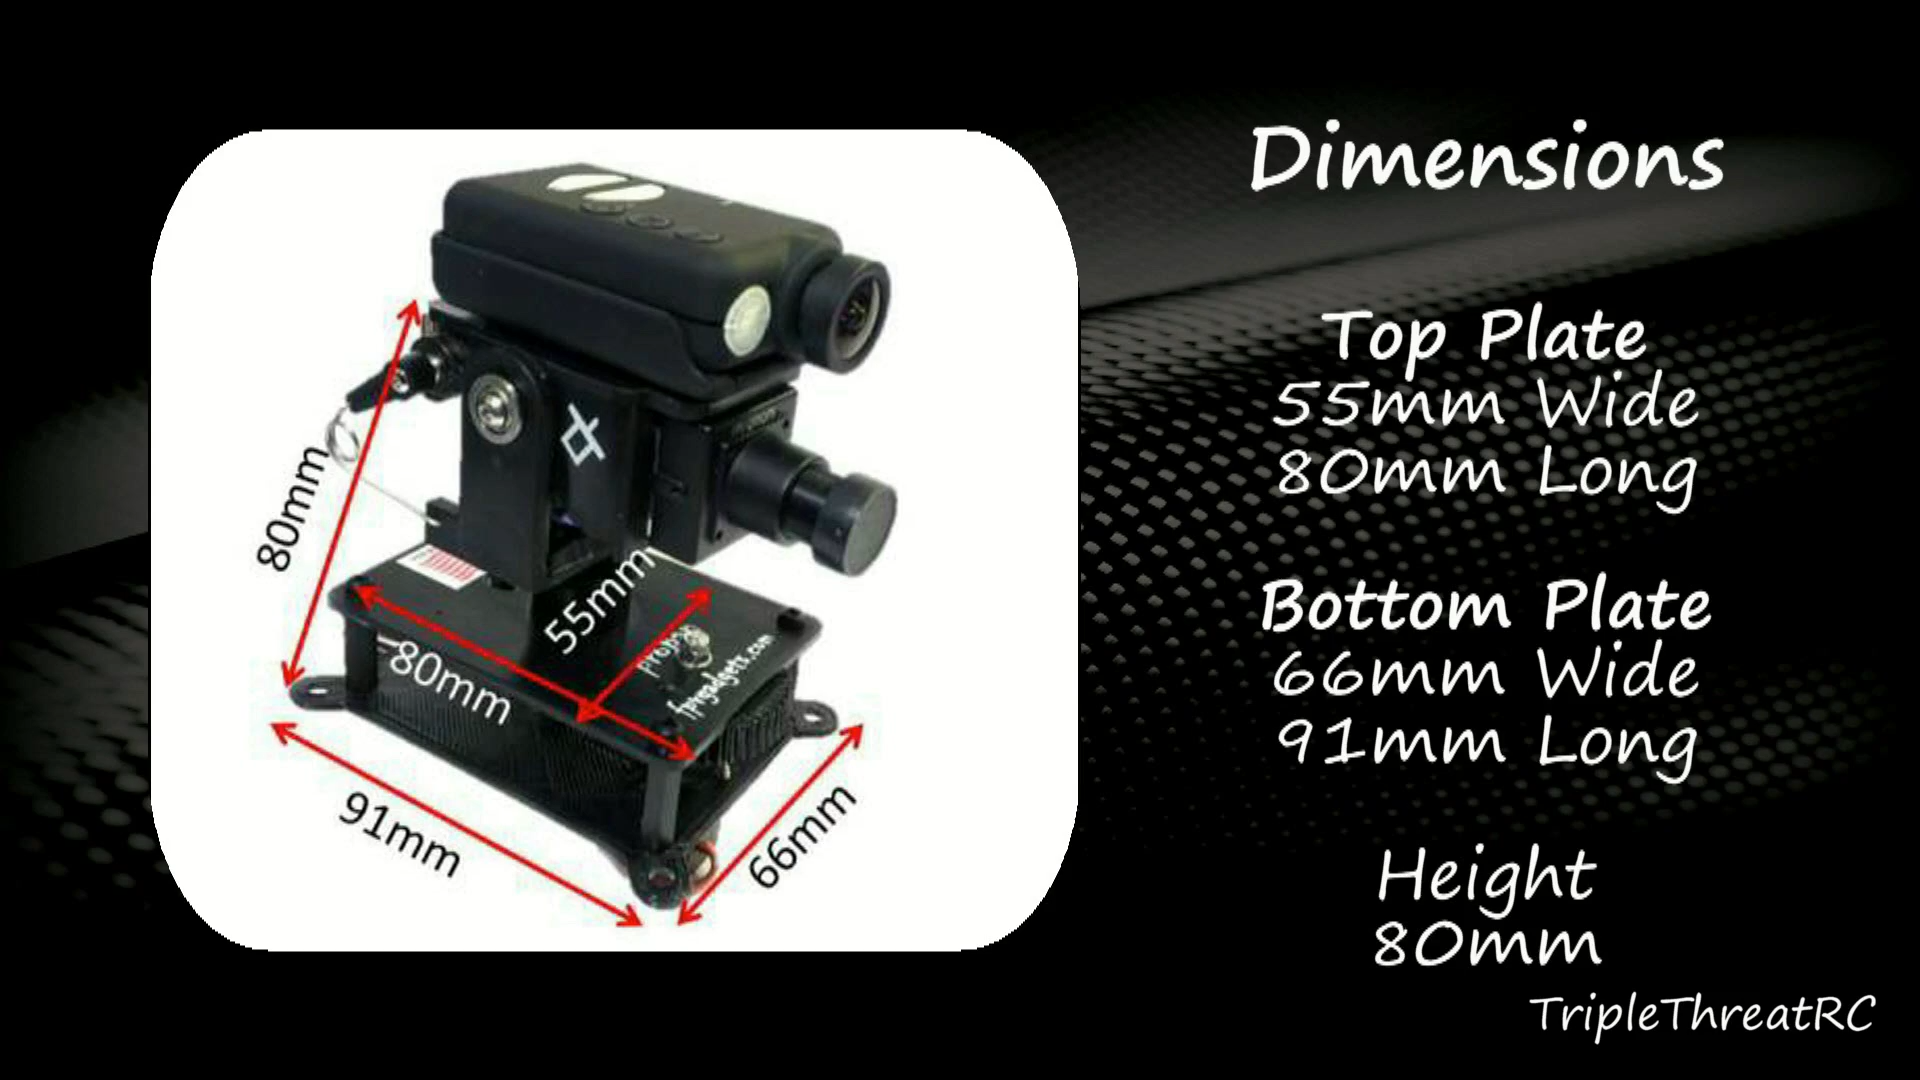 Dimensions
Top Plate
55mm Wide
80mm Long
Bottom Plate
66mm Wide
91mm Long
Height
80mm
TripleThreatRC
80mm
55mm
80mm
fpvgadgets.com
91mm
66mm